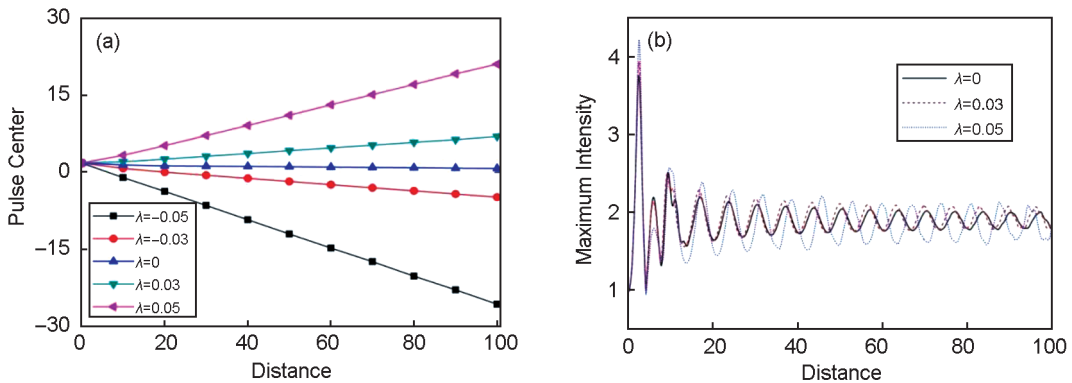 (a)
30
15
0
−15
−30
Pulse Center
λ=−0.05
λ=−0.03
λ=0
λ=0.03
λ=0.05
0 20 40 60 80 100
Distance
(b)
4
3
2
1
Maximum Intensity
λ=0
λ=0.03
λ=0.05
0 20 40 60 80 100
Distance